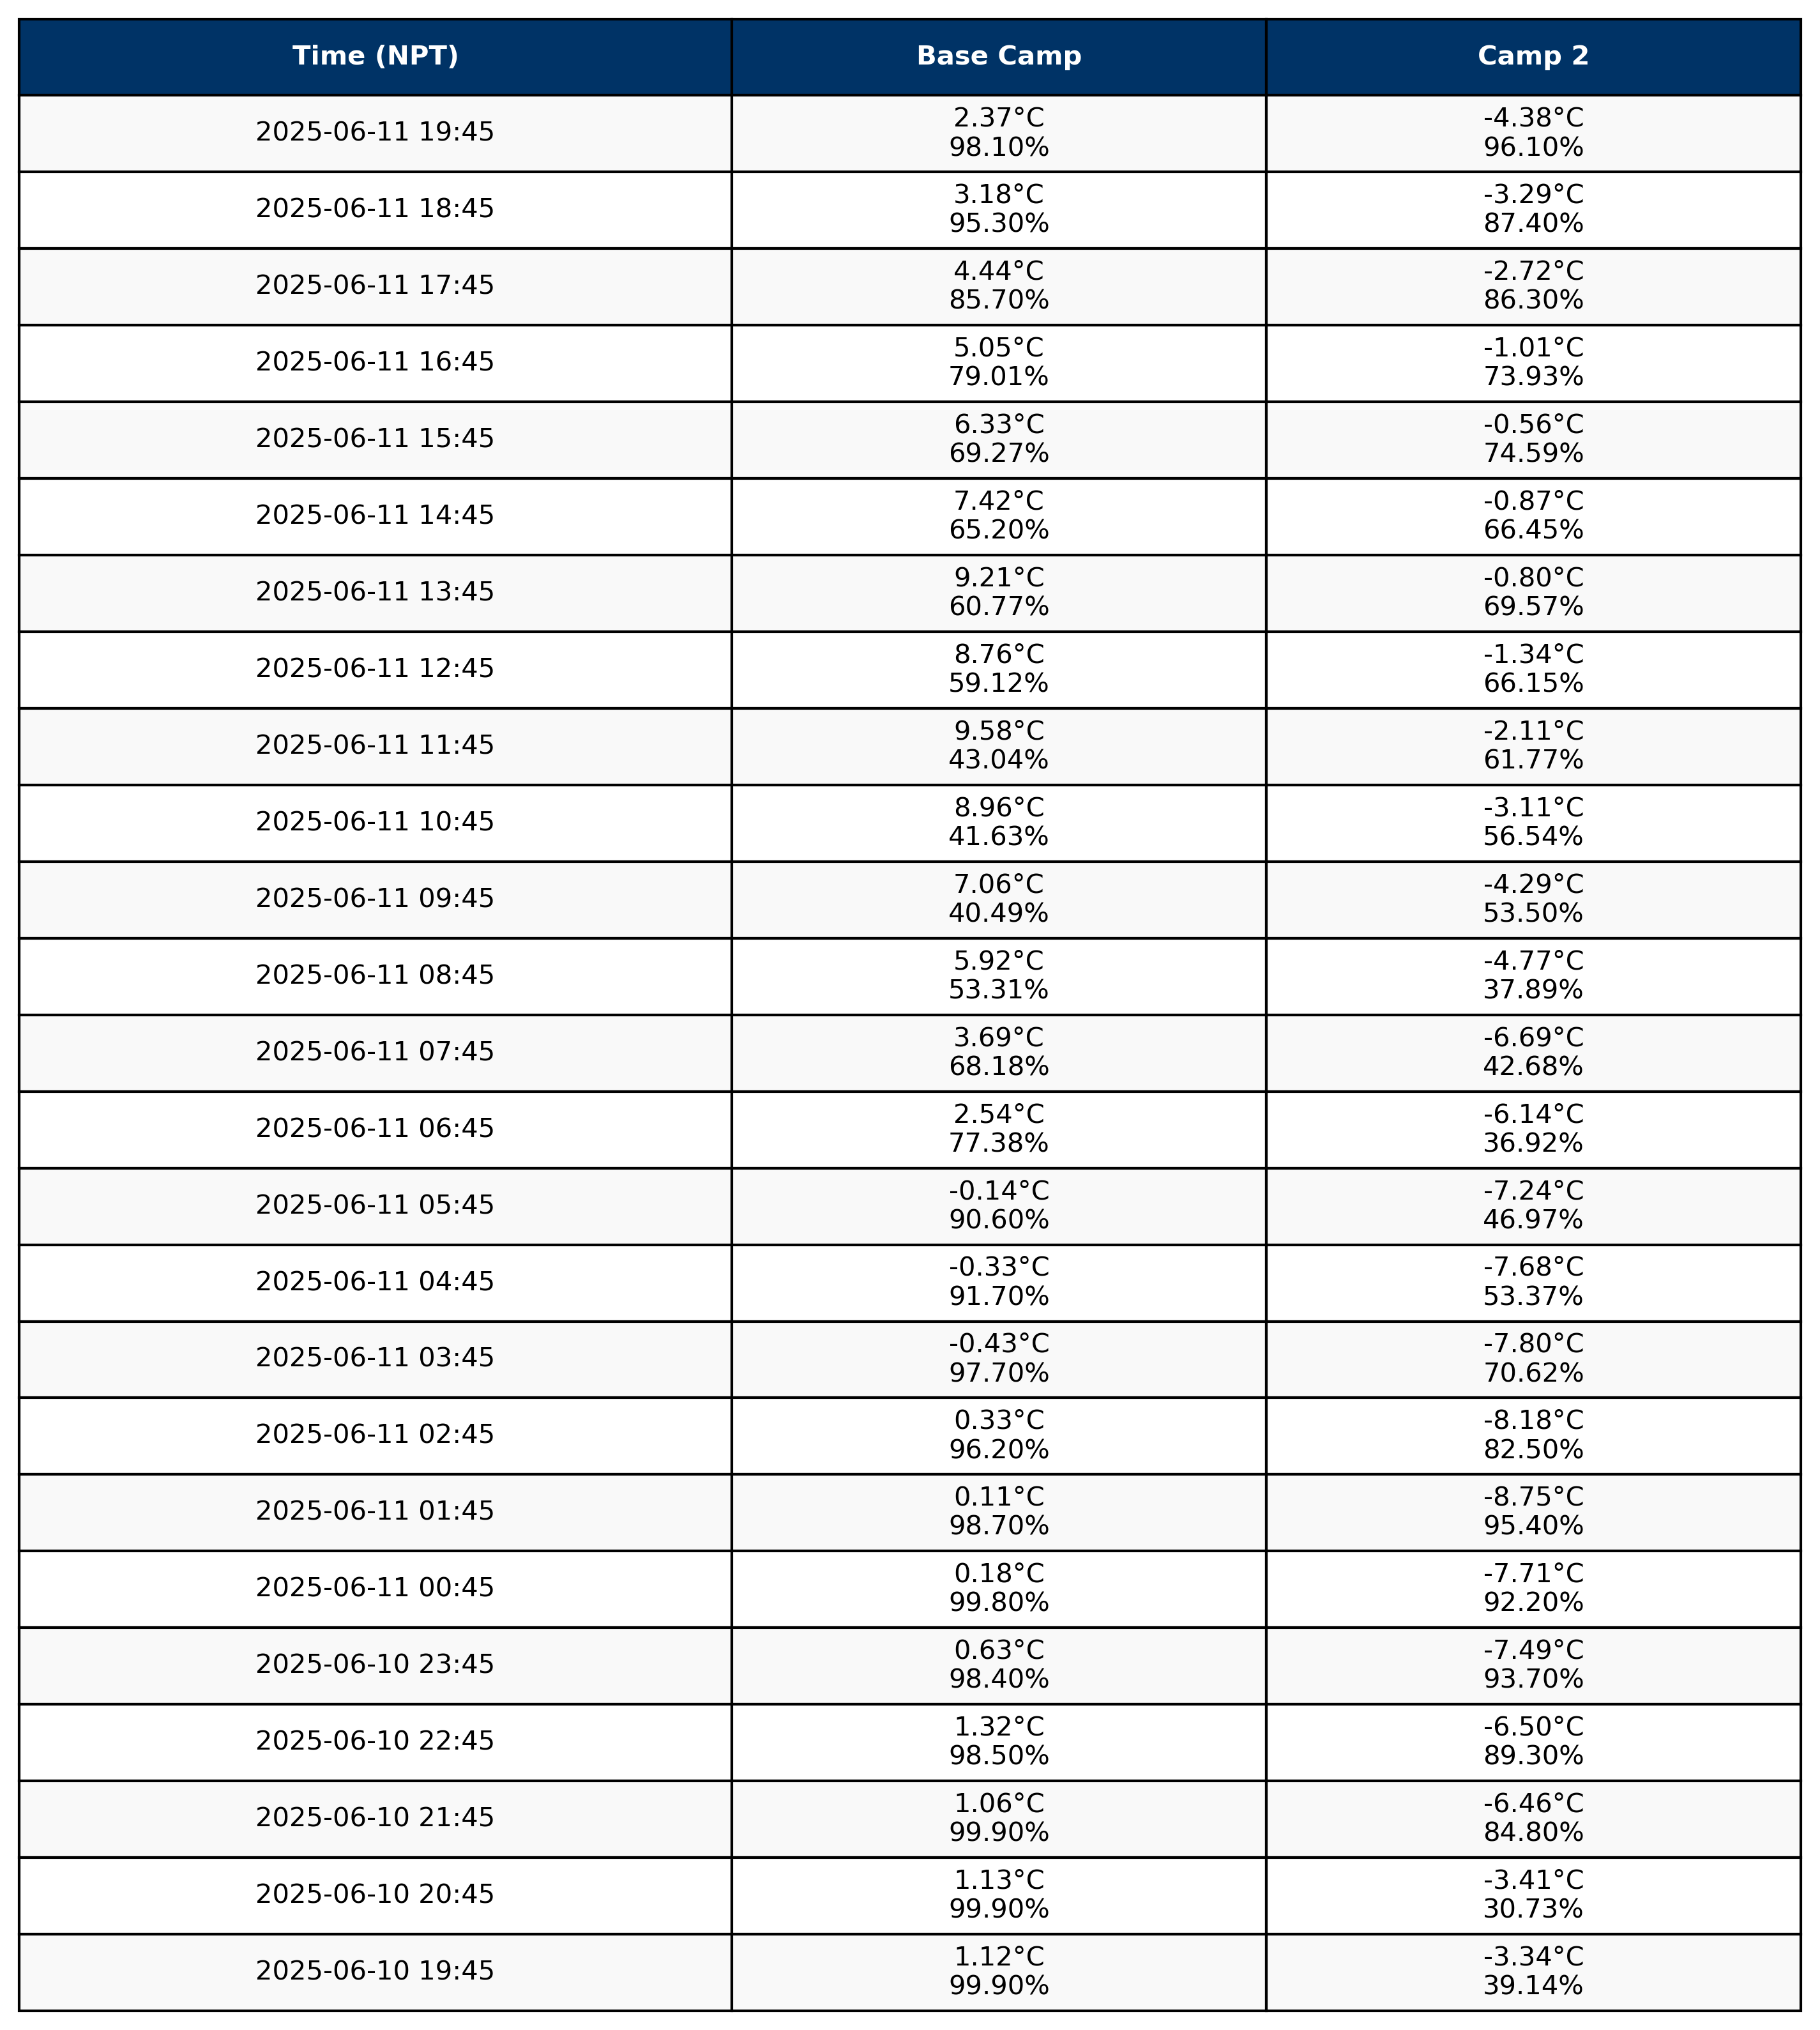 Time (NPT) Base Camp Camp 2
2025-06-11 19:45 2.37°C -4.38°C
98.10% 96.10%
2025-06-11 18:45 3.18°C -3.29°C
95.30% 87.40%
2025-06-11 17:45 4.44°C -2.72°C
85.70% 86.30%
2025-06-11 16:45 5.05°C -1.01°C
79.01% 73.93%
2025-06-11 15:45 6.33°C -0.56°C
69.27% 74.59%
2025-06-11 14:45 7.42°C -0.87°C
65.20% 66.45%
2025-06-11 13:45 9.21°C -0.80°C
60.77% 69.57%
2025-06-11 12:45 8.76°C -1.34°C
59.12% 66.15%
2025-06-11 11:45 9.58°C -2.11°C
43.04% 61.77%
2025-06-11 10:45 8.96°C -3.11°C
41.63% 56.54%
2025-06-11 09:45 7.06°C -4.29°C
40.49% 53.50%
2025-06-11 08:45 5.92°C -4.77°C
53.31% 37.89%
2025-06-11 07:45 3.69°C -6.69°C
68.18% 42.68%
2025-06-11 06:45 2.54°C -6.14°C
77.38% 36.92%
2025-06-11 05:45 -0.14°C -7.24°C
90.60% 46.97%
2025-06-11 04:45 -0.33°C -7.68°C
91.70% 53.37%
2025-06-11 03:45 -0.43°C -7.80°C
97.70% 70.62%
2025-06-11 02:45 0.33°C -8.18°C
96.20% 82.50%
2025-06-11 01:45 0.11°C -8.75°C
98.70% 95.40%
2025-06-11 00:45 0.18°C -7.71°C
99.80% 92.20%
2025-06-10 23:45 0.63°C -7.49°C
98.40% 93.70%
2025-06-10 22:45 1.32°C -6.50°C
98.50% 89.30%
2025-06-10 21:45 1.06°C -6.46°C
99.90% 84.80%
2025-06-10 20:45 1.13°C -3.41°C
99.90% 30.73%
2025-06-10 19:45 1.12°C -3.34°C
99.90% 39.14%